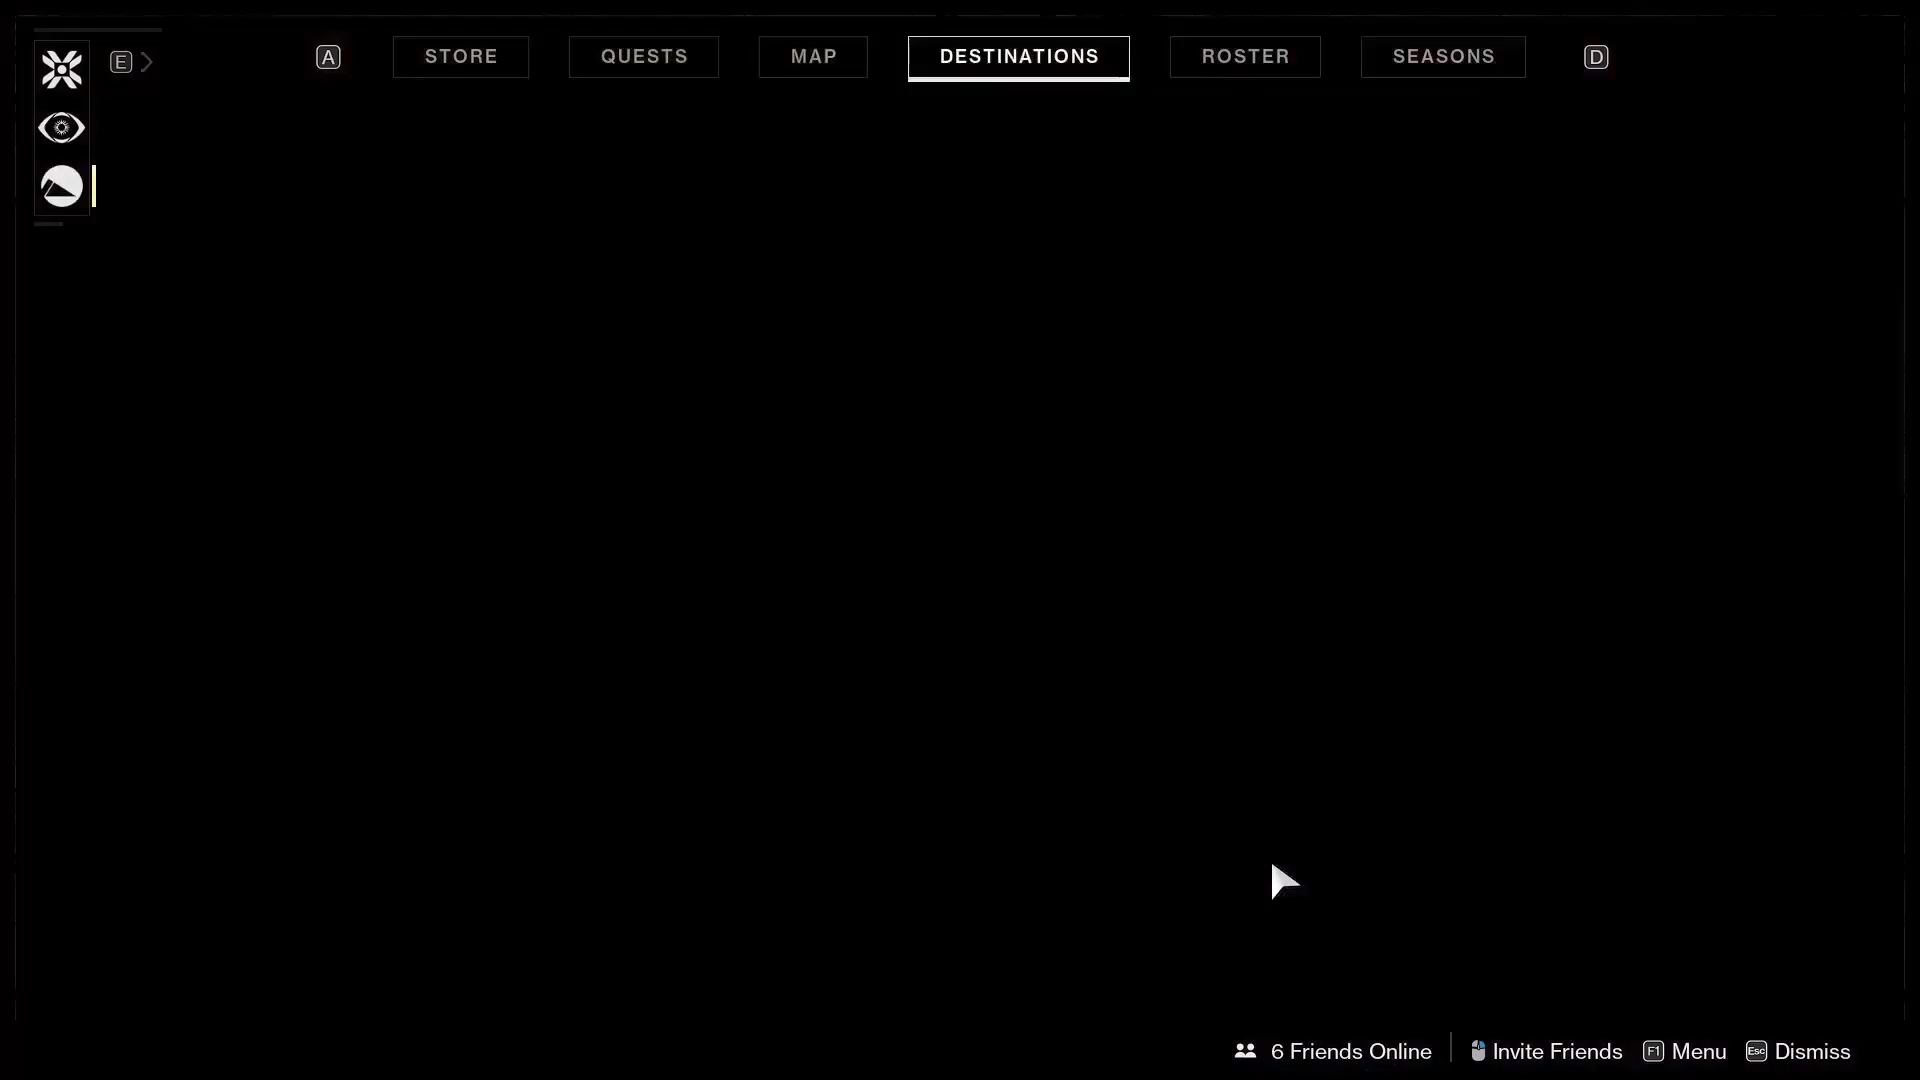 E
A
STORE
QUESTS
MAP
DESTINATIONS
ROSTER
SEASONS
D
6 Friends Online
Invite Friends
F1 Menu
Esc Dismiss